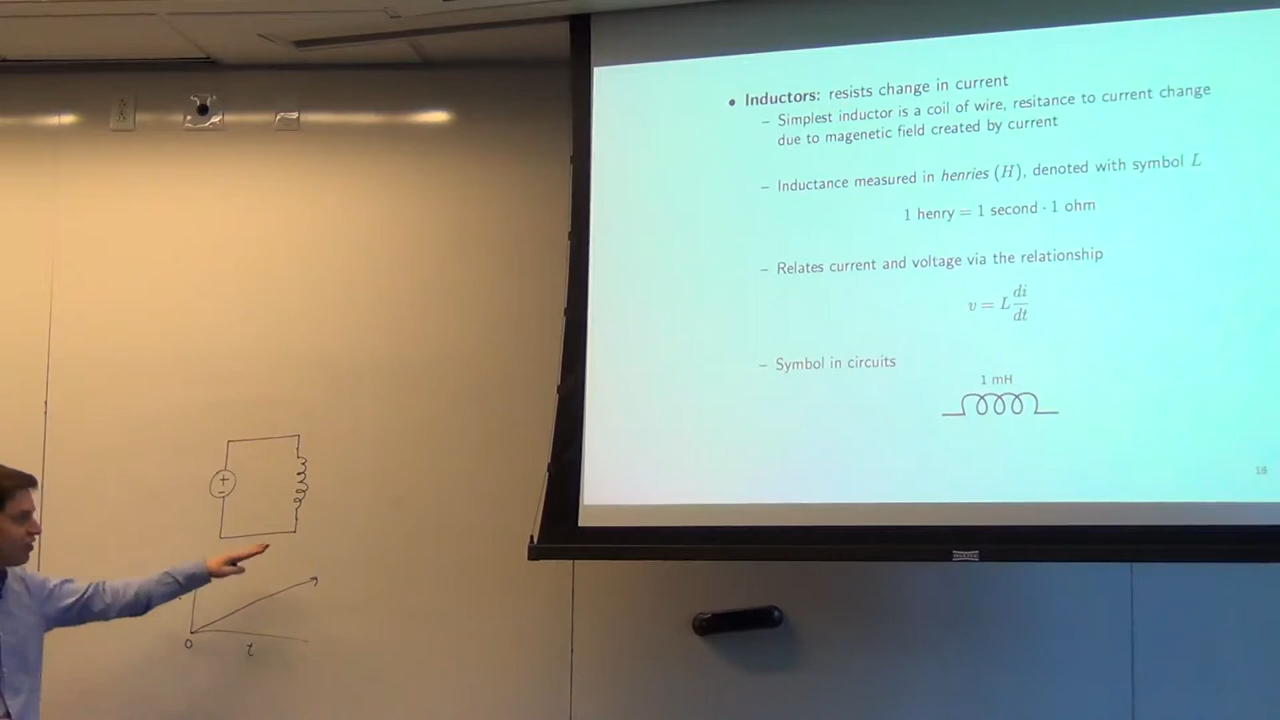 • Inductors: resists change in current
– Simplest inductor is a coil of wire, resitance to current change
due to magenetic field created by current
– Inductance measured in henries (H), denoted with symbol L
1 henry = 1 second · 1 ohm
– Relates current and voltage via the relationship
v = L di/dt
– Symbol in circuits
1 mH
16
+
−
0
t